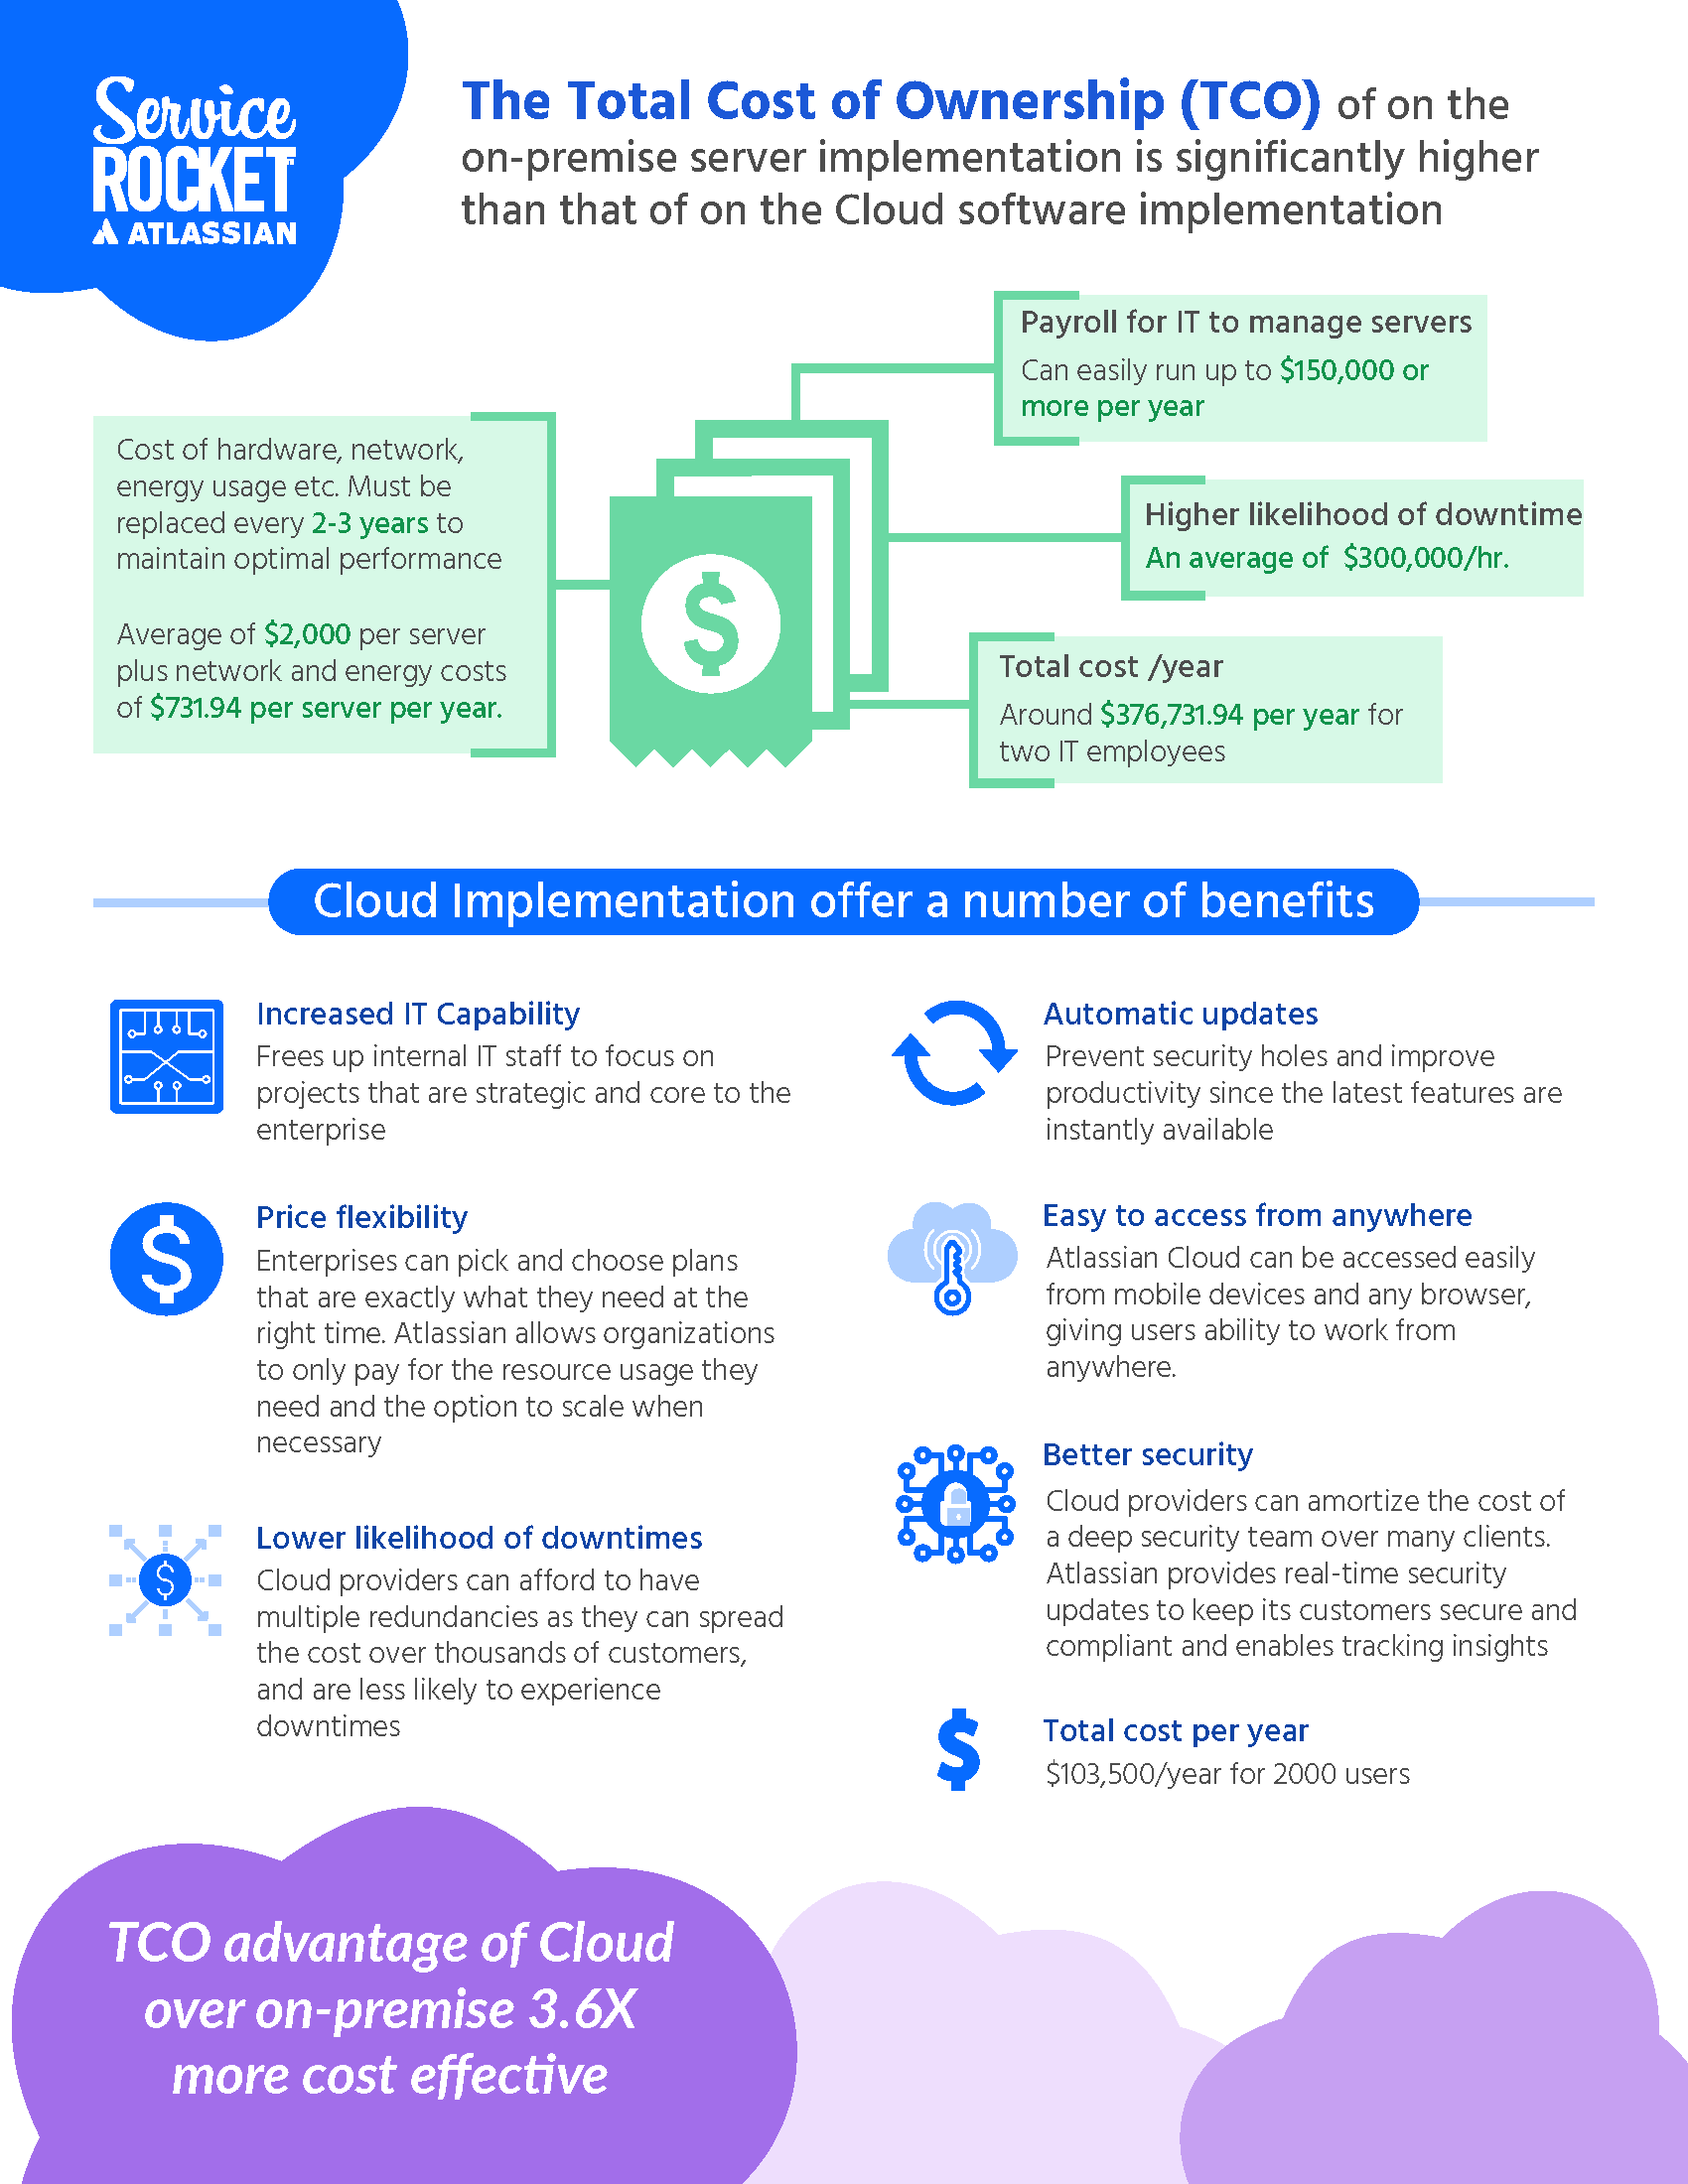 Service
ROCKET
ATLASSIAN
The Total Cost of Ownership (TCO) of on the
on-premise server implementation is significantly higher
than that of on the Cloud software implementation
Payroll for IT to manage servers
Can easily run up to $150,000 or
more per year
Cost of hardware, network,
energy usage etc. Must be
replaced every 2-3 years to
maintain optimal performance
Average of $2,000 per server
plus network and energy costs
of $731.94 per server per year.
Higher likelihood of downtime
An average of $300,000/hr.
$
Total cost /year
Around $376,731.94 per year for
two IT employees
Cloud Implementation offer a number of benefits
Increased IT Capability
Frees up internal IT staff to focus on
projects that are strategic and core to the
enterprise
$
Price flexibility
Enterprises can pick and choose plans
that are exactly what they need at the
right time. Atlassian allows organizations
to only pay for the resource usage they
need and the option to scale when
necessary
$
Lower likelihood of downtimes
Cloud providers can afford to have
multiple redundancies as they can spread
the cost over thousands of customers,
and are less likely to experience
downtimes
Automatic updates
Prevent security holes and improve
productivity since the latest features are
instantly available
Easy to access from anywhere
Atlassian Cloud can be accessed easily
from mobile devices and any browser,
giving users ability to work from
anywhere.
Better security
Cloud providers can amortize the cost of
a deep security team over many clients.
Atlassian provides real-time security
updates to keep its customers secure and
compliant and enables tracking insights
$
Total cost per year
$103,500/year for 2000 users
TCO advantage of Cloud
over on-premise 3.6X
more cost effective